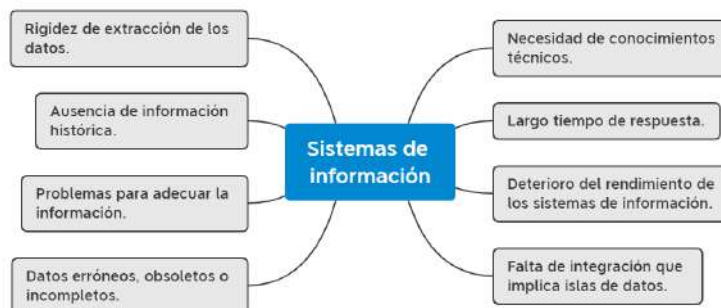 Rigidez de extracción de los
datos.
Ausencia de información
histórica.
Problemas para adecuar la
información.
Datos erróneos, obsoletos o
incompletos.
Sistemas de
información
Necesidad de conocimientos
técnicos.
Largo tiempo de respuesta.
Deterioro del rendimiento de
los sistemas de información.
Falta de integración que
implica islas de datos.